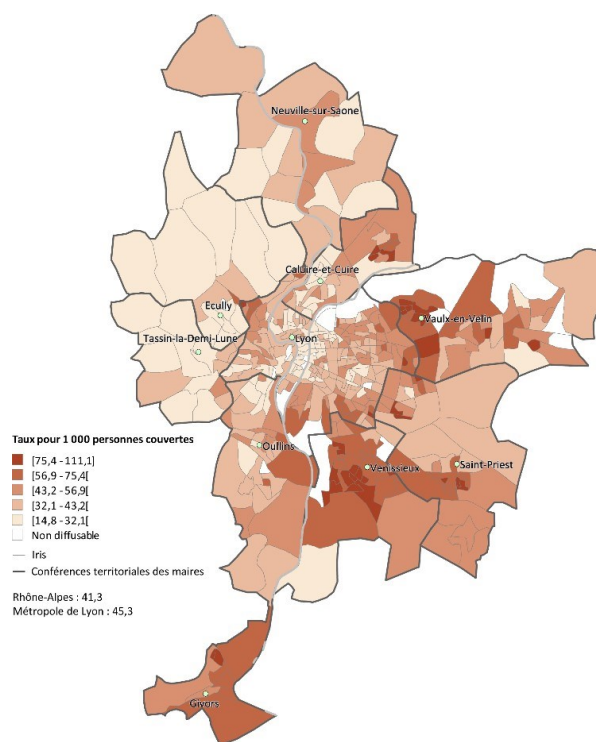 Neuville-sur-Saone
Caluire-et-Cuire
Ecully
Vaulx-en-Velin
Tassin-la-Demi-Lune
Lyon
Taux pour 1 000 personnes couvertes
[75,4 -111,1]
[56,9 -75,4[
[43,2 -56,9[
[32,1 -43,2[
[14,8 -32,1[
Non diffusable
Iris
Conférences territoriales des maires
Rhône-Alpes : 41,3
Métropole de Lyon : 45,3
Oullins
Venissieux
Saint-Priest
Givors